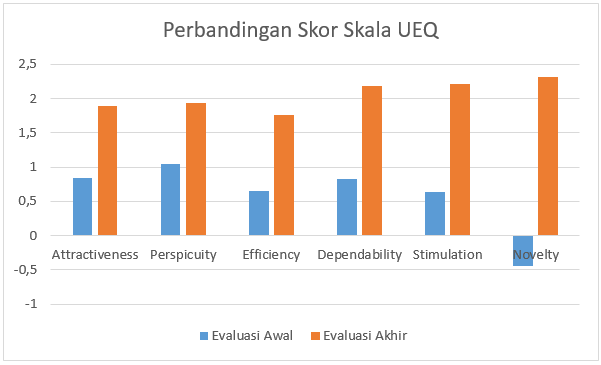 Perbandingan Skor Skala UEQ
2,5
2
1,5
1
0,5
0
-0,5
-1
Attractiveness Perspicuity Efficiency Dependability Stimulation Novelty
Evaluasi Awal Evaluasi Akhir